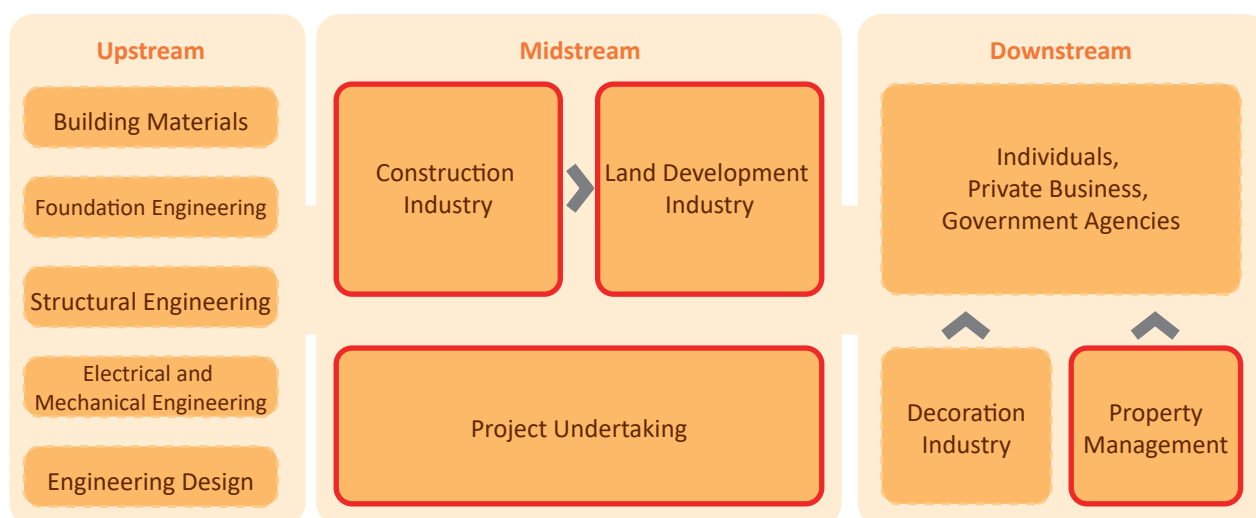 Upstream
Building Materials
Foundation Engineering
Structural Engineering
Electrical and
Mechanical Engineering
Engineering Design
Midstream
Construction
Industry
Land Development
Industry
Project Undertaking
Downstream
Individuals,
Private Business,
Government Agencies
Decoration
Industry
Property
Management